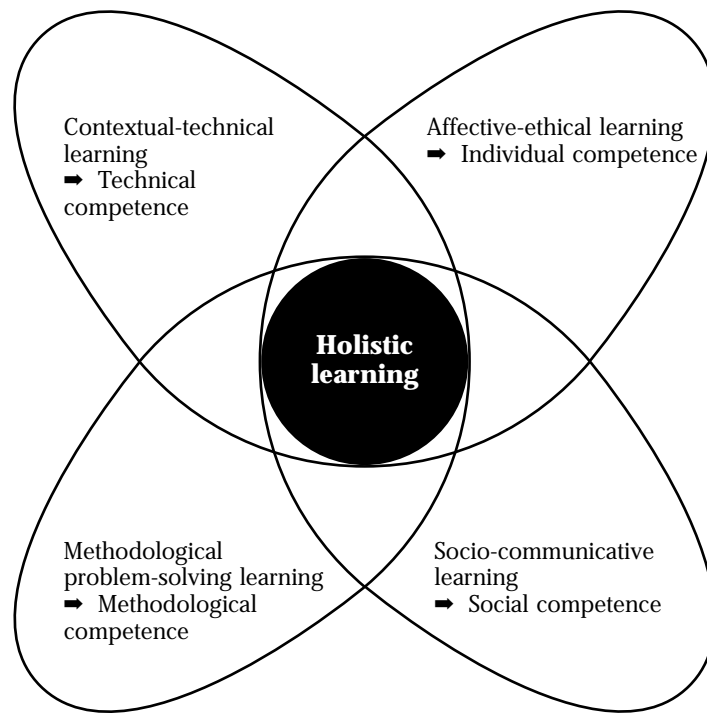 Contextual-technical
learning
➡ Technical
competence
Affective-ethical learning
➡ Individual competence
Holistic
learning
Methodological
problem-solving learning
➡ Methodological
competence
Socio-communicative
learning
➡ Social competence